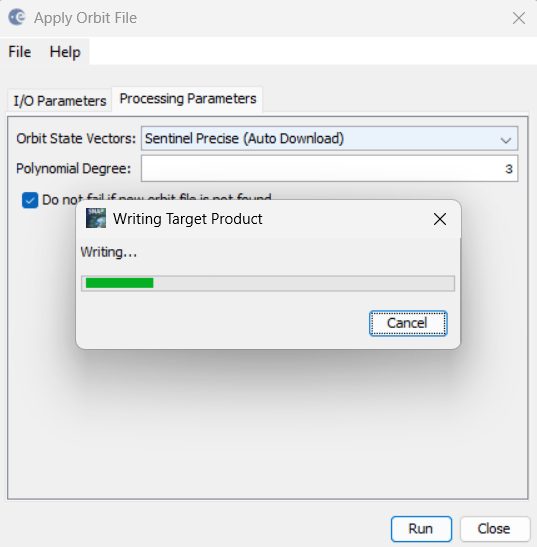 Apply Orbit File
File Help
I/O Parameters Processing Parameters
Orbit State Vectors: Sentinel Precise (Auto Download)
Polynomial Degree: 3
Do not fail if new orbit file is not found
SNAP Writing Target Product
Writing...
Cancel
Run Close